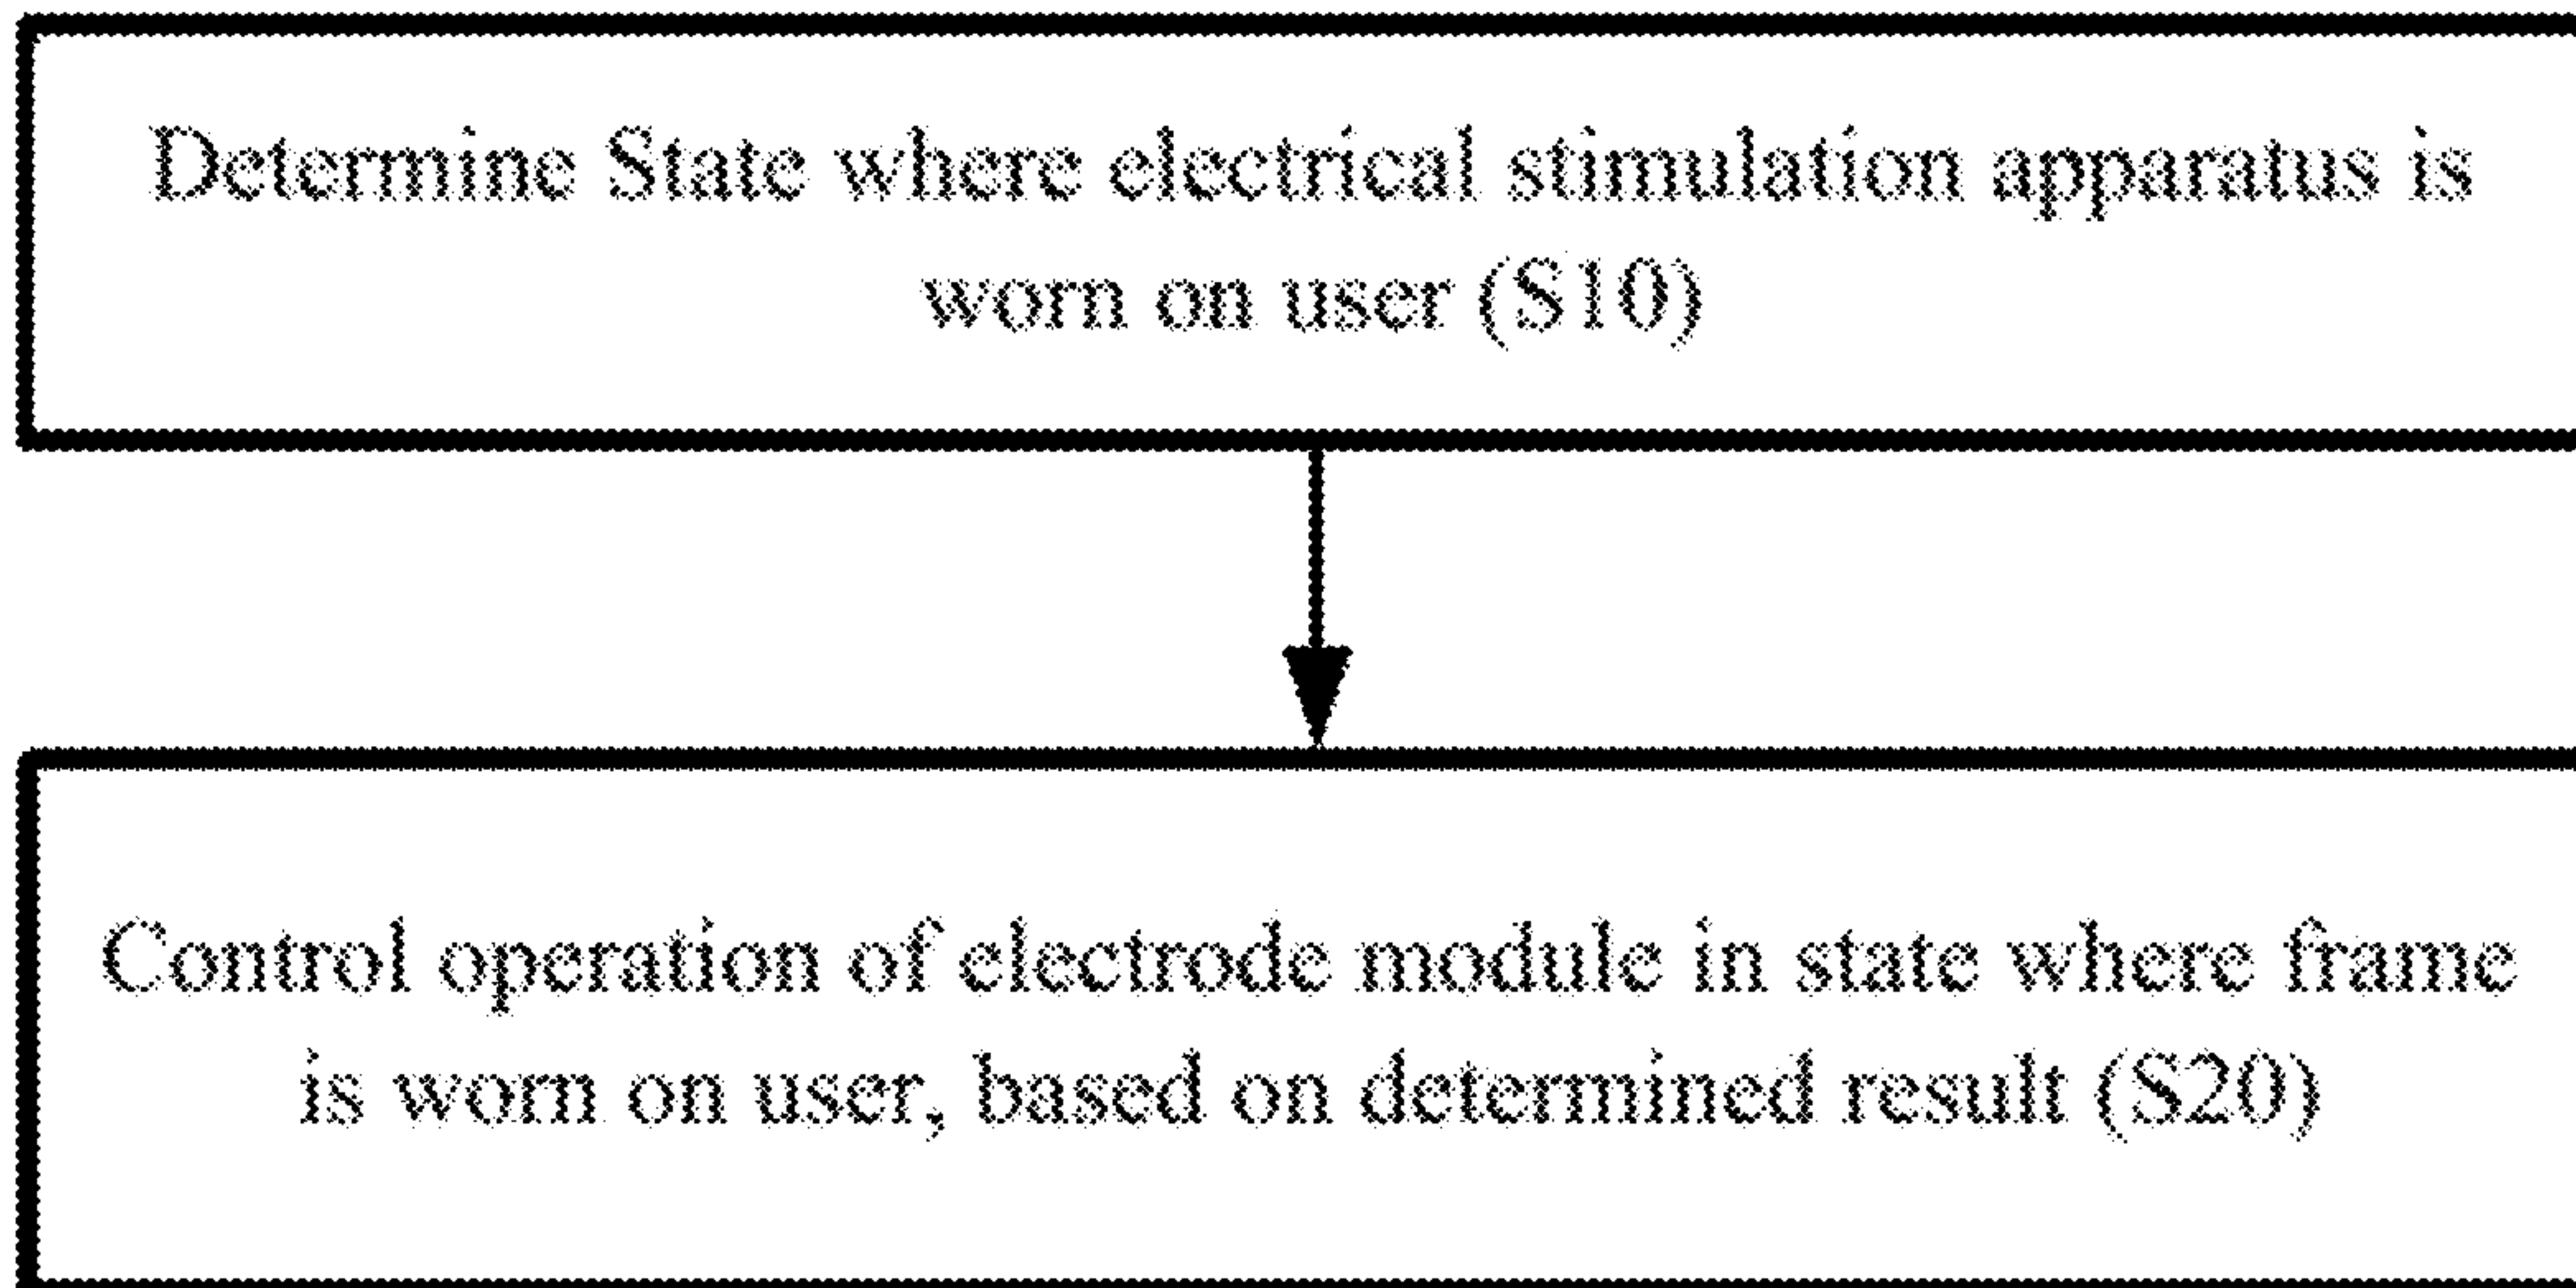 Determine State where electrical stimulation apparatus is
worn on user (S10)
Control operation of electrode module in state where frame
is worn on user, based on determined result (S20)